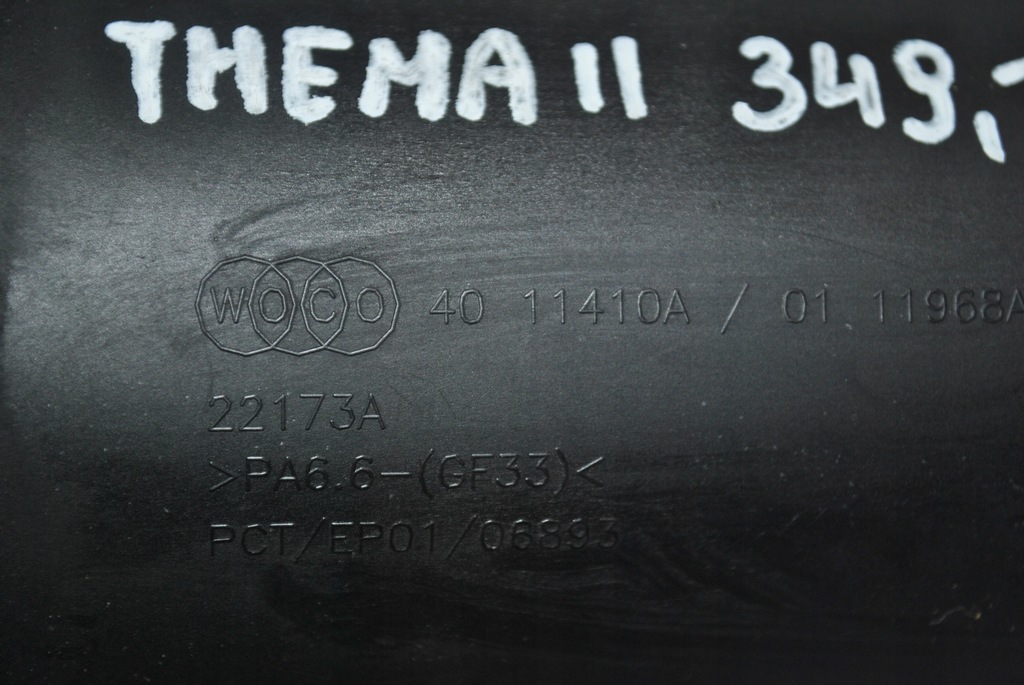 THEMA II 349,-
WOCO 40 11410A / 01 11968A
22173A
>PA6.6-(GF33)<
PCT/EP01/06893